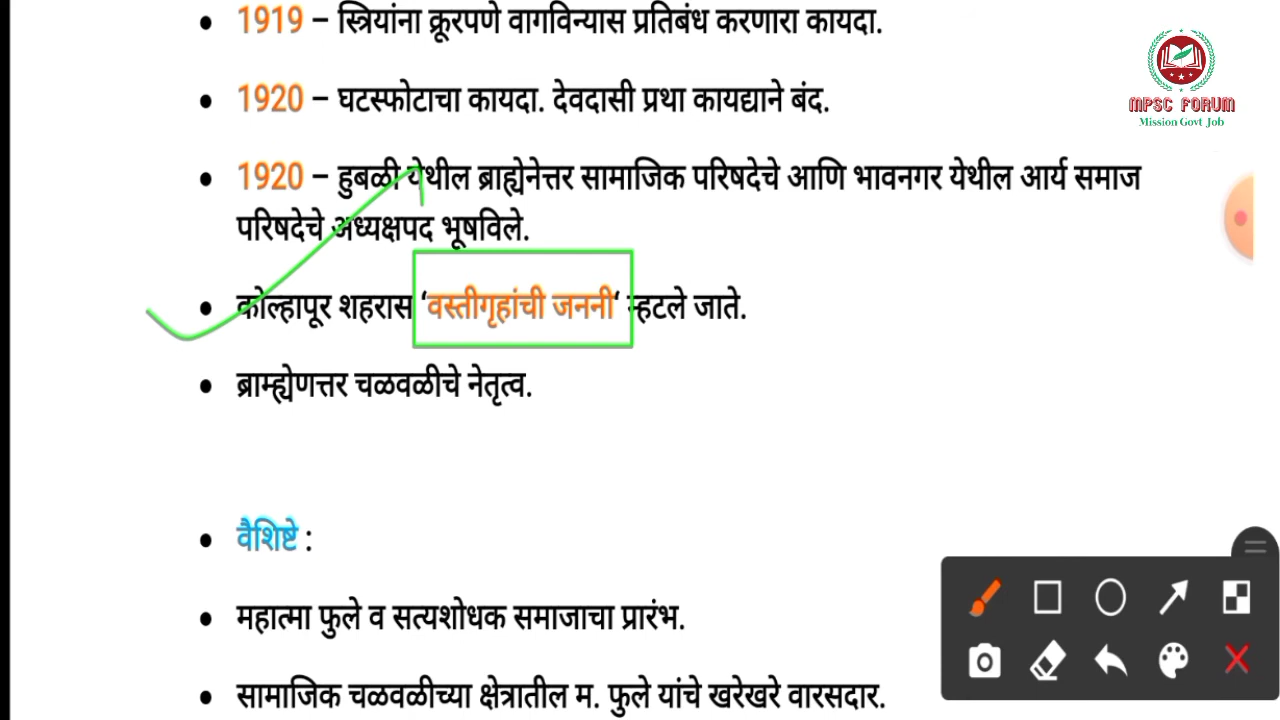 1919 – स्त्रियांना क्रूरपणे वागविन्यास प्रतिबंध करणारा कायदा.
MPSC FORUM
Mission Govt Job
1920 – घटस्फोटाचा कायदा. देवदासी प्रथा कायद्याने बंद.
1920 – हुबळी येथील ब्राह्येनेत्तर सामाजिक परिषदेचे आणि भावनगर येथील आर्य समाज
परिषदेचे अध्यक्षपद भूषविले.
कोल्हापूर शहरास ‘वस्तीगृहांची जननी‘ म्हटले जाते.
ब्राम्ह्येणत्तर चळवळीचे नेतृत्व.
वैशिष्टे :
महात्मा फुले व सत्यशोधक समाजाचा प्रारंभ.
सामाजिक चळवळीच्या क्षेत्रातील म. फुले यांचे खरेखरे वारसदार.